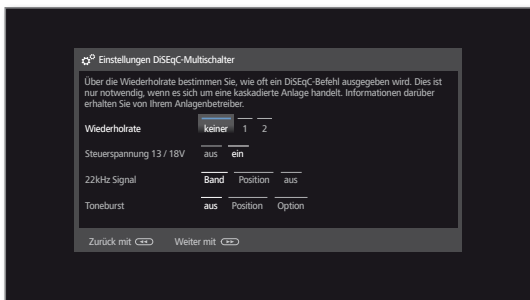 Einstellungen DiSEqC-Multischalter
Über die Wiederholrate bestimmen Sie, wie oft ein DiSEqC-Befehl ausgegeben wird. Dies ist
nur notwendig, wenn es sich um eine kaskadierte Anlage handelt. Informationen darüber
erhalten Sie von Ihrem Anlagenbetreiber.
Wiederholrate keiner 1 2
Steuerspannung 13 / 18V aus ein
22kHz Signal Band Position aus
Toneburst aus Position Option
Zurück mit Weiter mit